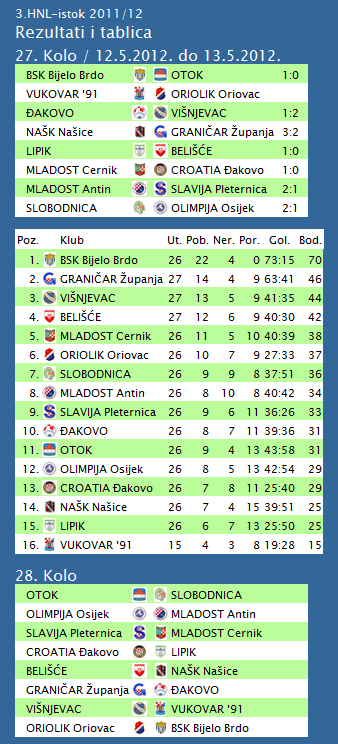 3.HNL-istok 2011/12
Rezultati i tablica
27. Kolo / 12.5.2012. do 13.5.2012.
BSK Bijelo Brdo OTOK 1:0
VUKOVAR '91 ORIOLIK Oriovac
ĐAKOVO VIŠNJEVAC 1:2
NAŠK Našice GRANIČAR Županja 3:2
LIPIK BELIŠĆE 1:0
MLADOST Cernik CROATIA Đakovo 1:0
MLADOST Antin SLAVIJA Pleternica 2:1
SLOBODNICA OLIMPIJA Osijek 2:1
Poz. Klub Ut. Pob. Ner. Por. Gol. Bod.
1. BSK Bijelo Brdo 26 22 4 0 73:15 70
2. GRANIČAR Županja 27 14 4 9 63:41 46
3. VIŠNJEVAC 27 13 5 9 41:35 44
4. BELIŠĆE 27 12 6 9 40:30 42
5. MLADOST Cernik 26 11 5 10 40:39 38
6. ORIOLIK Oriovac 26 10 7 9 27:33 37
7. SLOBODNICA 26 9 9 8 37:51 36
8. MLADOST Antin 26 8 10 8 40:42 34
9. SLAVIJA Pleternica 26 9 6 11 36:26 33
10. ĐAKOVO 26 8 7 11 39:36 31
11. OTOK 26 9 4 13 43:58 31
12. OLIMPIJA Osijek 26 8 5 13 42:54 29
13. CROATIA Đakovo 26 7 8 11 25:40 29
14. NAŠK Našice 26 7 4 15 39:51 25
15. LIPIK 26 6 7 13 25:50 25
16. VUKOVAR '91 15 4 3 8 19:28 15
28. Kolo
OTOK SLOBODNICA
OLIMPIJA Osijek MLADOST Antin
SLAVIJA Pleternica MLADOST Cernik
CROATIA Đakovo LIPIK
BELIŠĆE NAŠK Našice
GRANIČAR Županja ĐAKOVO
VIŠNJEVAC VUKOVAR '91
ORIOLIK Oriovac BSK Bijelo Brdo